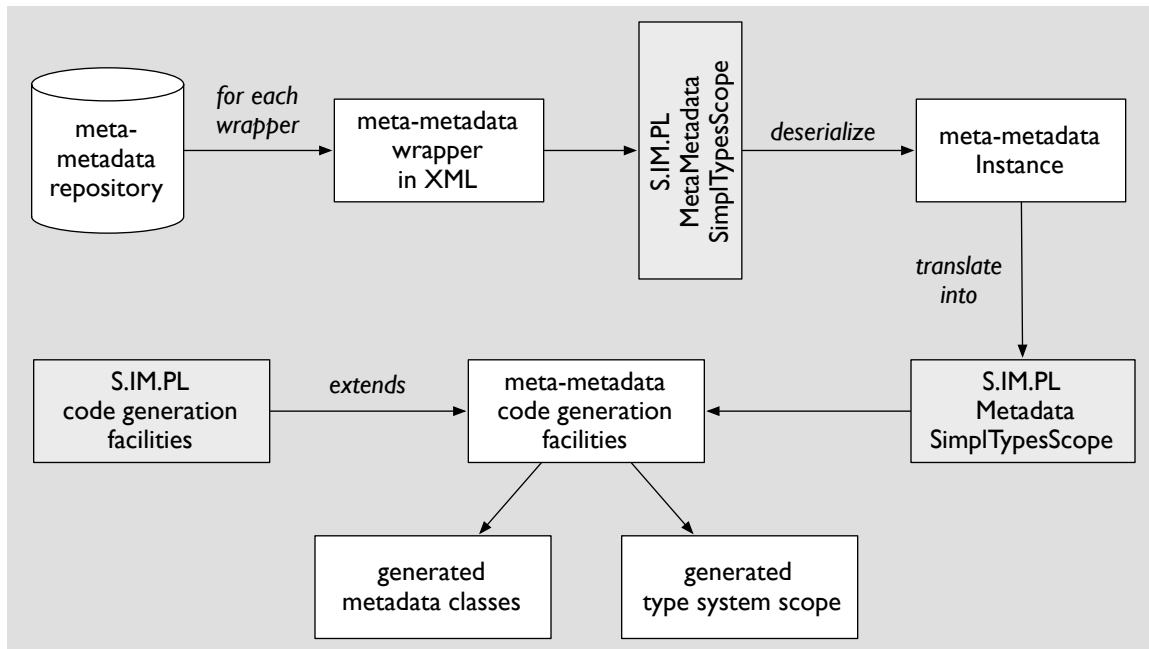 meta-
metadata
repository
for each
wrapper
meta-metadata
wrapper
in XML
S.IM.PL
MetaMetadata
SimplTypesScope
deserialize
meta-metadata
Instance
translate
into
S.IM.PL
code generation
facilities
extends
meta-metadata
code generation
facilities
S.IM.PL
Metadata
SimplTypesScope
generated
metadata classes
generated
type system scope